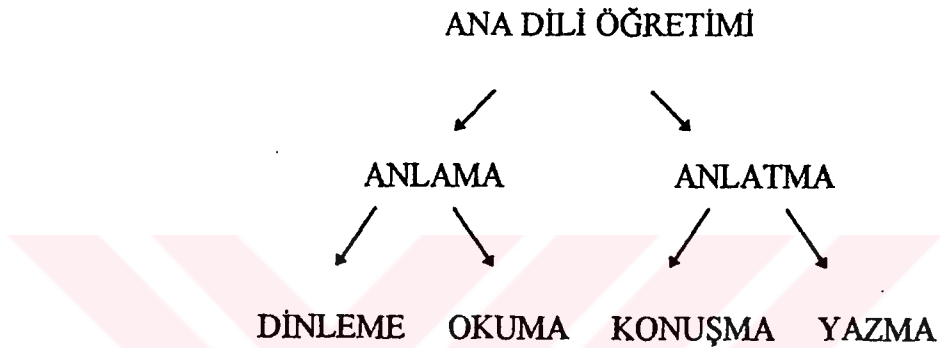 ANA DİLİ ÖĞRETİMİ
ANLAMA ANLATMA
DİNLEME OKUMA KONUŞMA YAZMA